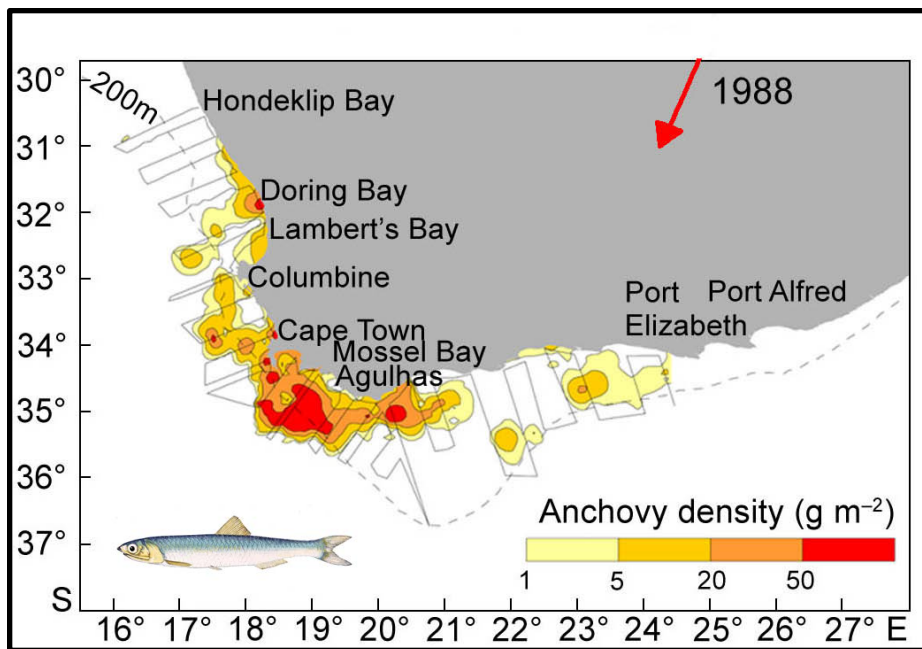 30°
31°
32°
33°
34°
35°
36°
37°
S
200m
Hondeklip Bay
1988
Doring Bay
Lambert's Bay
Columbine
Port Port Alfred
Elizabeth
Cape Town
Mossel Bay
Agulhas
Anchovy density (g m⁻²)
1 5 20 50
16° 17° 18° 19° 20° 21° 22° 23° 24° 25° 26° 27° E